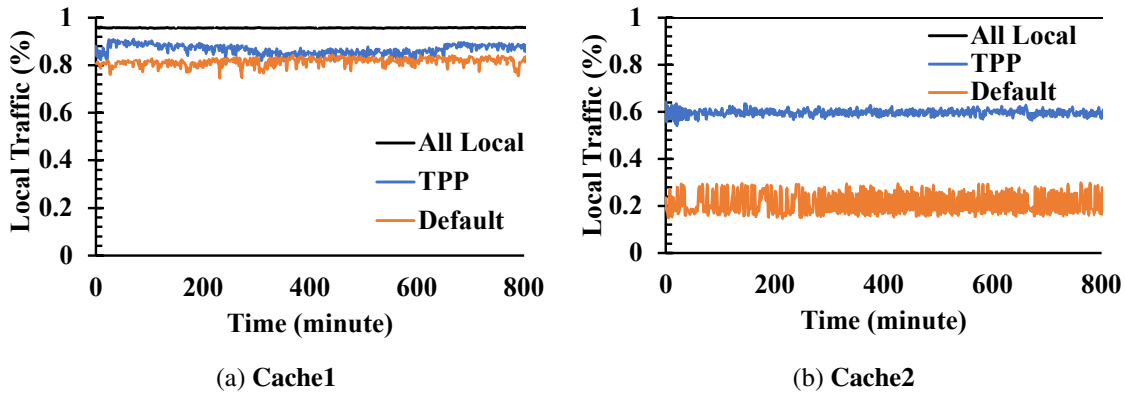 Local Traffic (%)
1
0.8
0.6
0.4
0.2
0
All Local
TPP
Default
0 200 400 600 800
Time (minute)
(a) Cache1
Local Traffic (%)
1
0.8
0.6
0.4
0.2
0
All Local
TPP
Default
0 200 400 600 800
Time (minute)
(b) Cache2